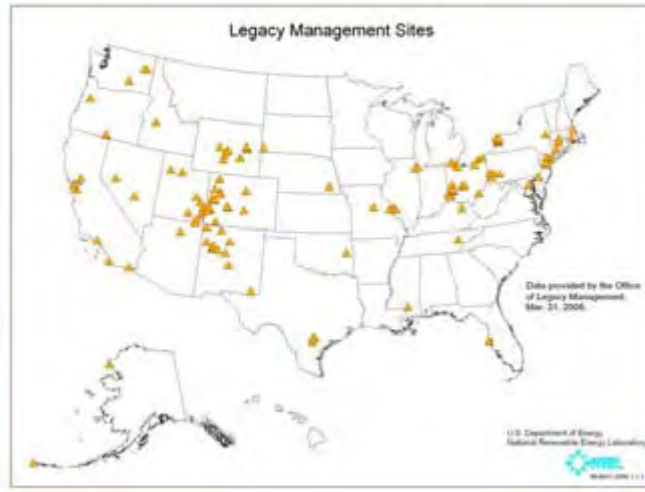 Legacy Management Sites
Data provided by the Office
of Legacy Management,
Mar. 31, 2008.
U.S. Department of Energy
National Renewable Energy Laboratory